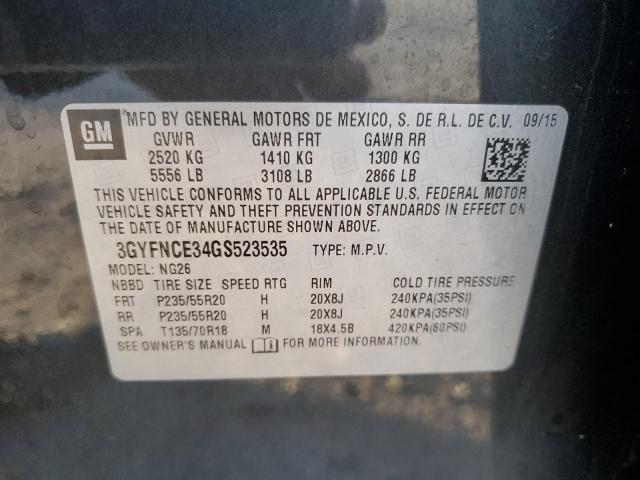 GM
MFD BY GENERAL MOTORS DE MEXICO, S. DE R.L. DE C.V. 09/15
GVWR GAWR FRT GAWR RR
2520 KG 1410 KG 1300 KG
5556 LB 3108 LB 2866 LB
THIS VEHICLE CONFORMS TO ALL APPLICABLE U.S. FEDERAL MOTOR
VEHICLE SAFETY AND THEFT PREVENTION STANDARDS IN EFFECT ON
THE DATE OF MANUFACTURE SHOWN ABOVE.
3GYFNCE34GS523535 TYPE: M.P.V.
MODEL: NG26
NBBD TIRE SIZE SPEED RTG RIM COLD TIRE PRESSURE
FRT P235/55R20 H 20X8J 240KPA(35PSI)
RR P235/55R20 H 20X8J 240KPA(35PSI)
SPA T135/70R18 M 18X4.5B 420KPA(60PSI)
SEE OWNER'S MANUAL FOR MORE INFORMATION.